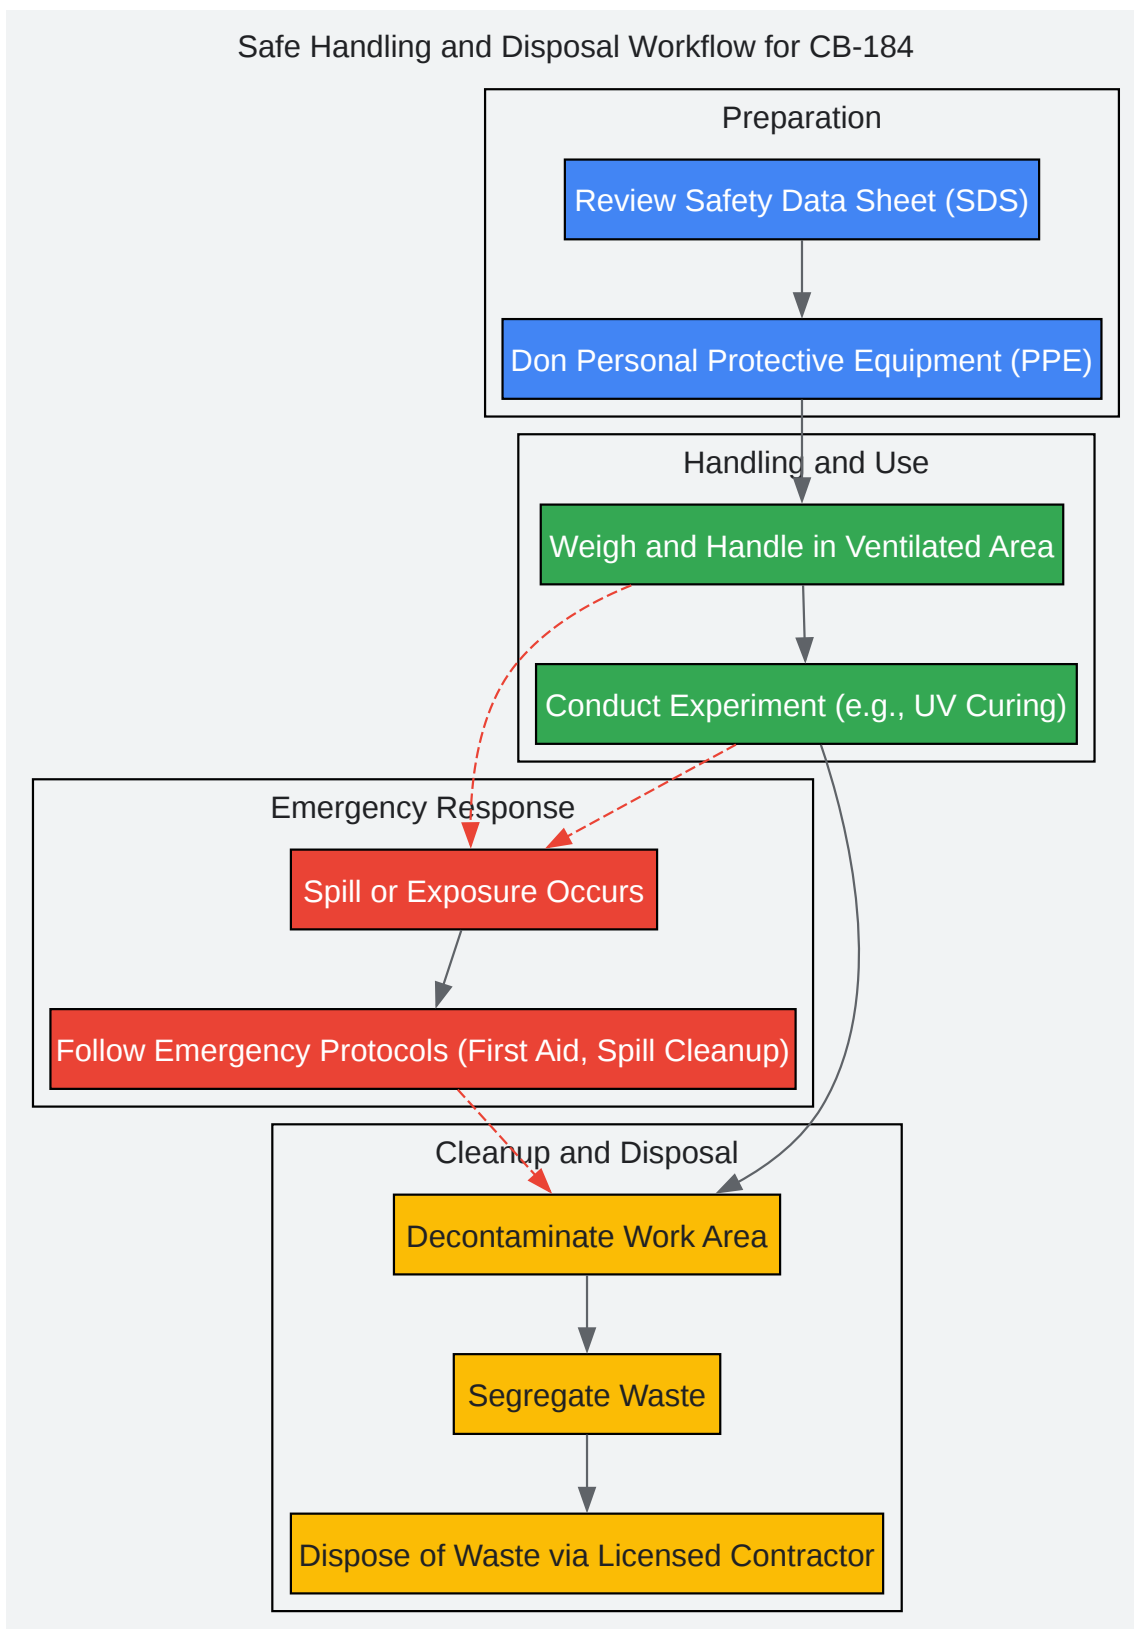 Safe Handling and Disposal Workflow for CB-184
Preparation
Review Safety Data Sheet (SDS)
Don Personal Protective Equipment (PPE)
Handling and Use
Weigh and Handle in Ventilated Area
Conduct Experiment (e.g., UV Curing)
Emergency Response
Spill or Exposure Occurs
Follow Emergency Protocols (First Aid, Spill Cleanup)
Cleanup and Disposal
Decontaminate Work Area
Segregate Waste
Dispose of Waste via Licensed Contractor